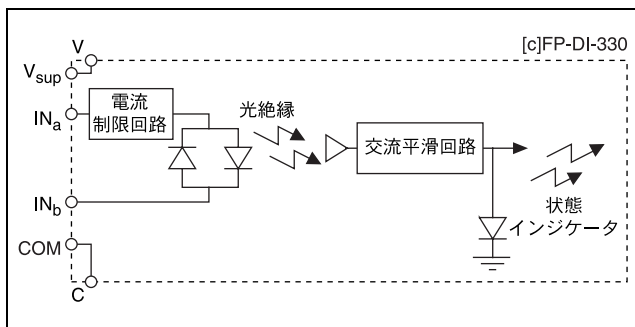 [c]FP-DI-330
V
Vsup
INa
電流
制限回路
光絶縁
交流平滑回路
INb
状態
インジケータ
COM
C